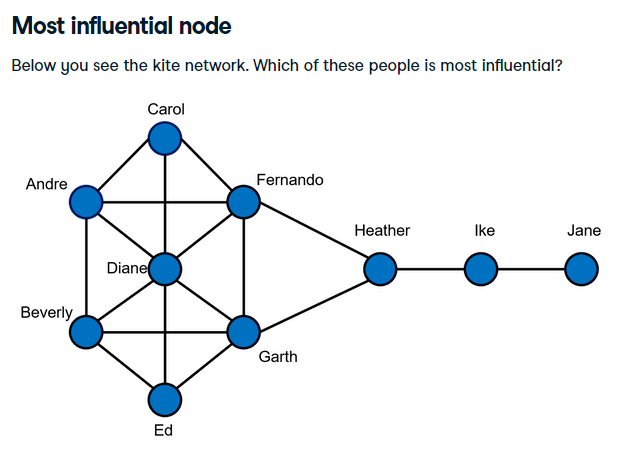 Most influential node
Below you see the kite network. Which of these people is most influential?
Carol
Andre
Fernando
Heather
Ike
Jane
Diane
Beverly
Garth
Ed